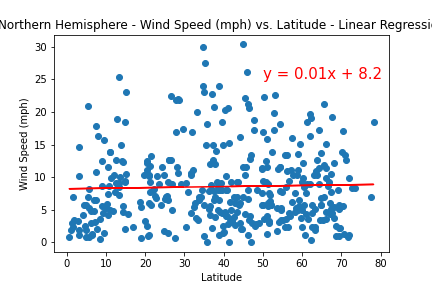 Northern Hemisphere - Wind Speed (mph) vs. Latitude - Linear Regressi
y = 0.01x + 8.2
Wind Speed (mph)
30
25
20
15
10
5
0
0 10 20 30 40 50 60 70 80
Latitude